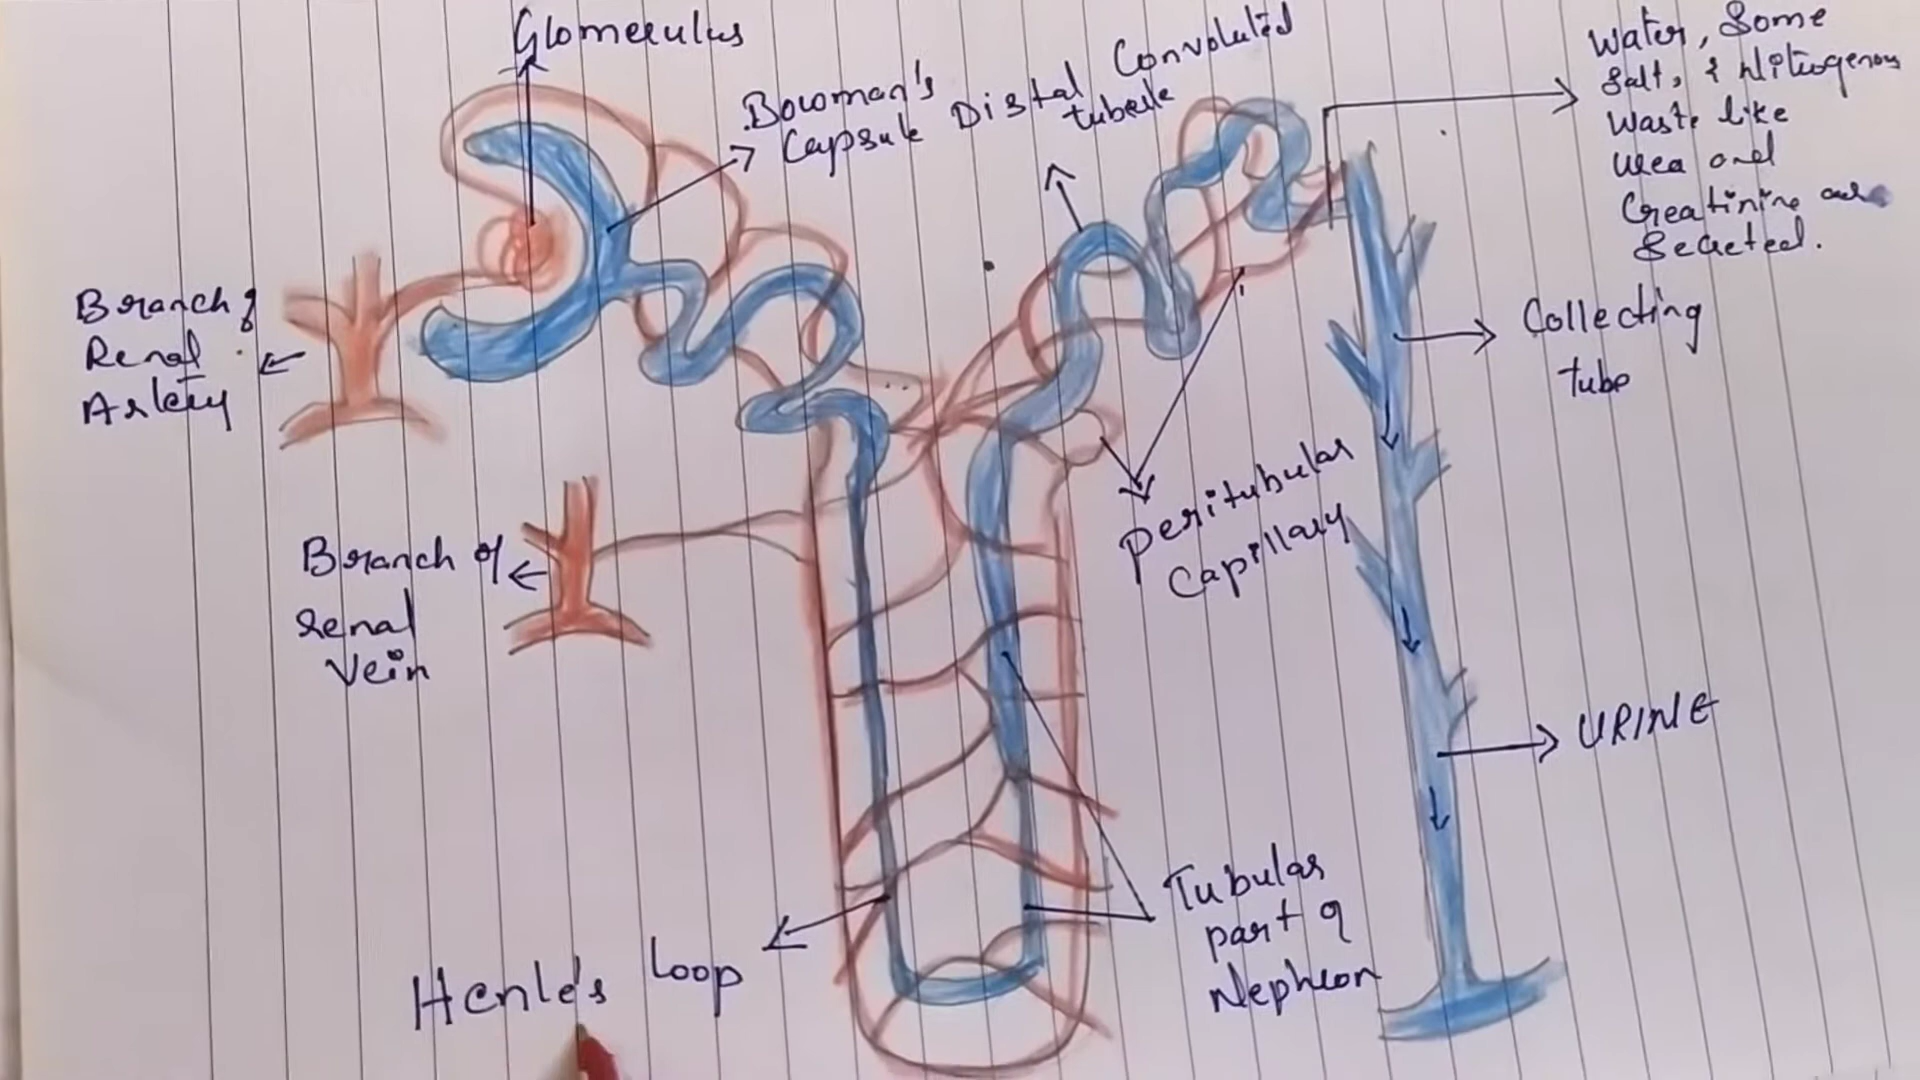 Glomerulus
Bowman's
Capsule
Distal Convoluted
tubule
Water, Some
Salt, & Nitrogenous
Waste like
Urea and
Creatinine are
Secreted.
Branch of
Renal
Artery
Collecting
tube
Peritubular
Capillary
Branch of
renal
Vein
URINE
Tubular
part of
Nephron
Henle's loop